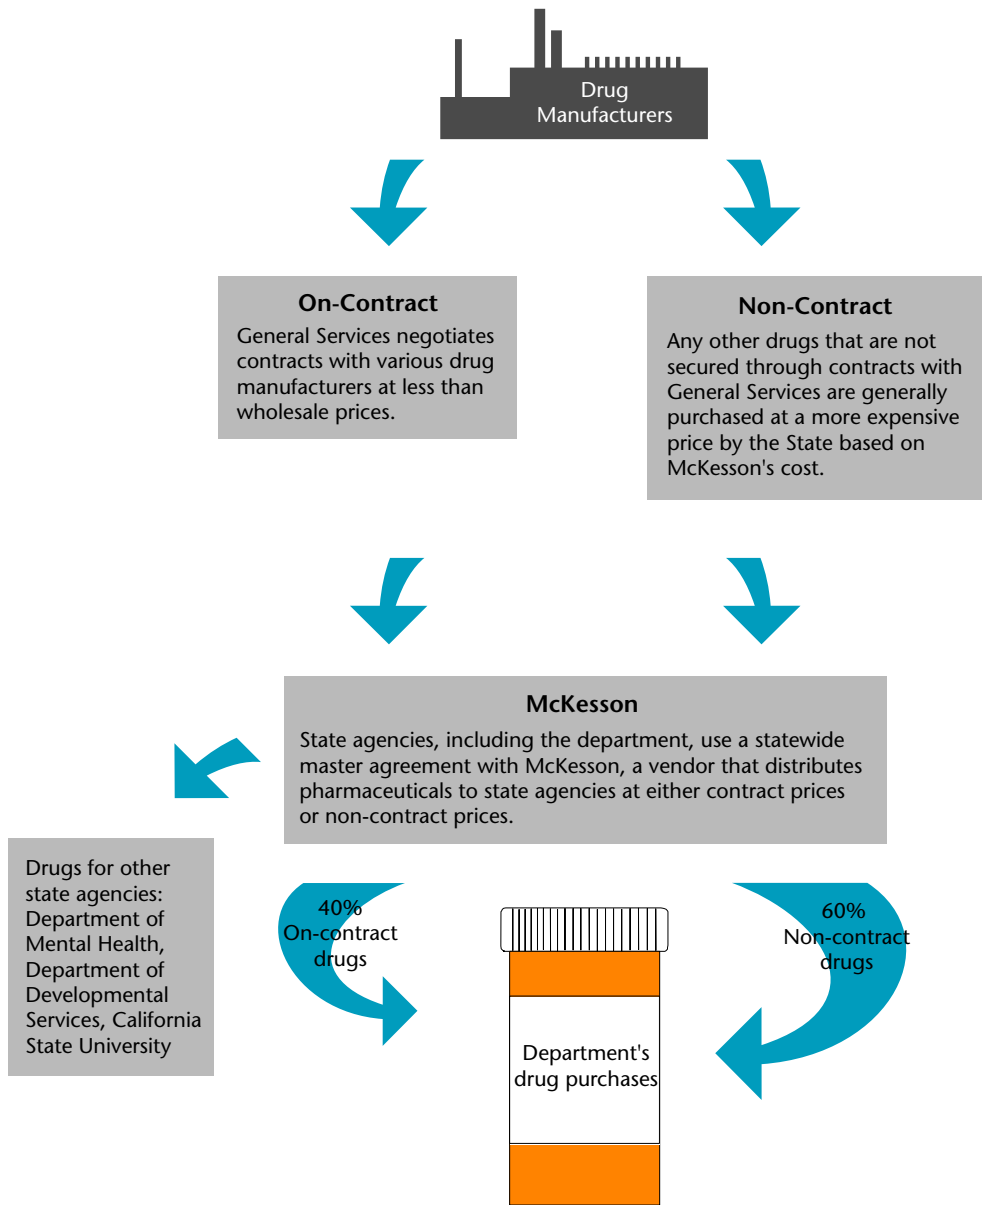 Drug
Manufacturers
On-Contract
General Services negotiates
contracts with various drug
manufacturers at less than
wholesale prices.
Non-Contract
Any other drugs that are not
secured through contracts with
General Services are generally
purchased at a more expensive
price by the State based on
McKesson's cost.
McKesson
State agencies, including the department, use a statewide
master agreement with McKesson, a vendor that distributes
pharmaceuticals to state agencies at either contract prices
or non-contract prices.
Drugs for other
state agencies:
Department of
Mental Health,
Department of
Developmental
Services, California
State University
40%
On-contract
drugs
60%
Non-contract
drugs
Department's
drug purchases